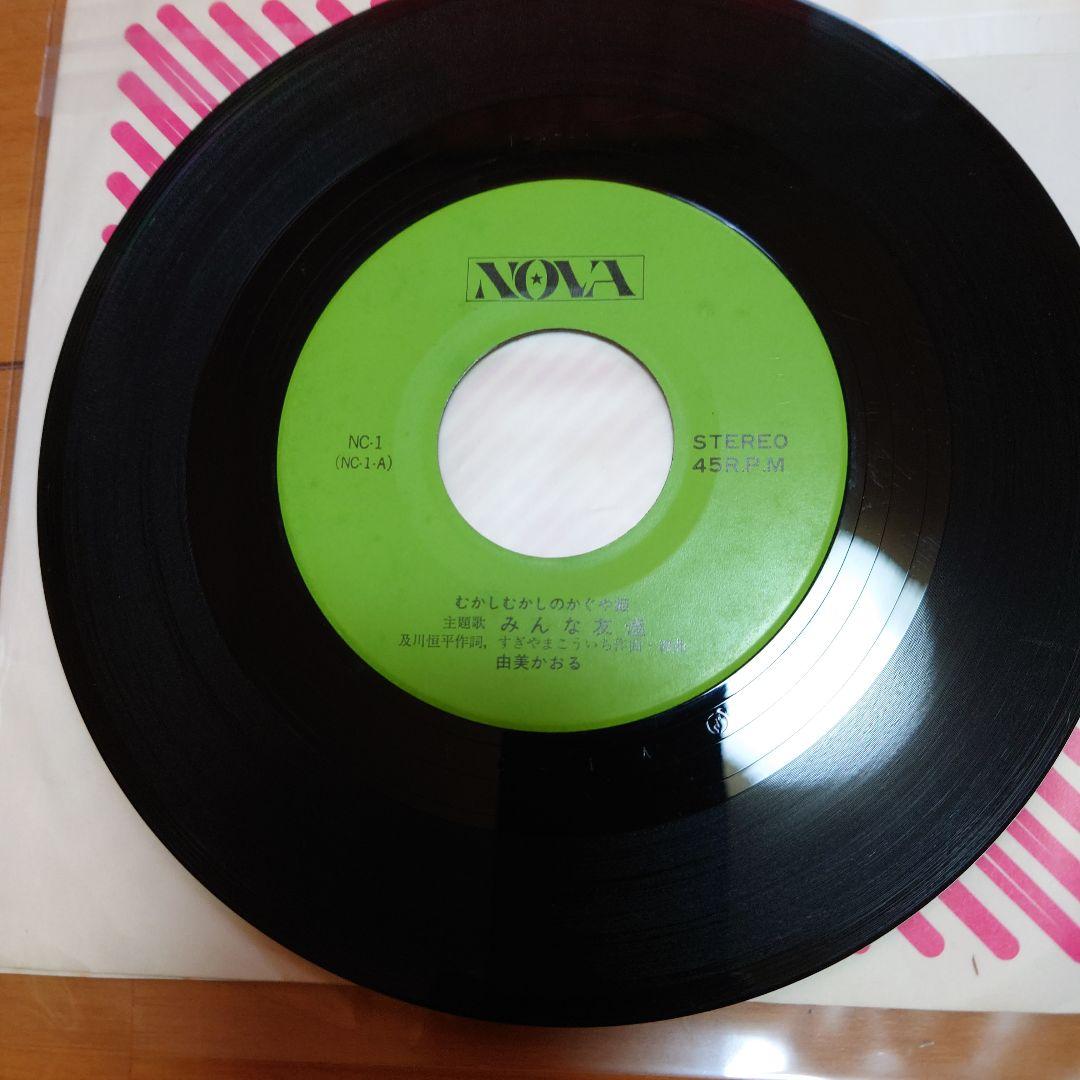 NOVA
NC-1
(NC-1-A)
STEREO
45R.P.M
むかしむかしのかぐや姫
主題歌 みんな友達
及川恒平作詞，すぎやまこういち作曲・編曲
由美かおる